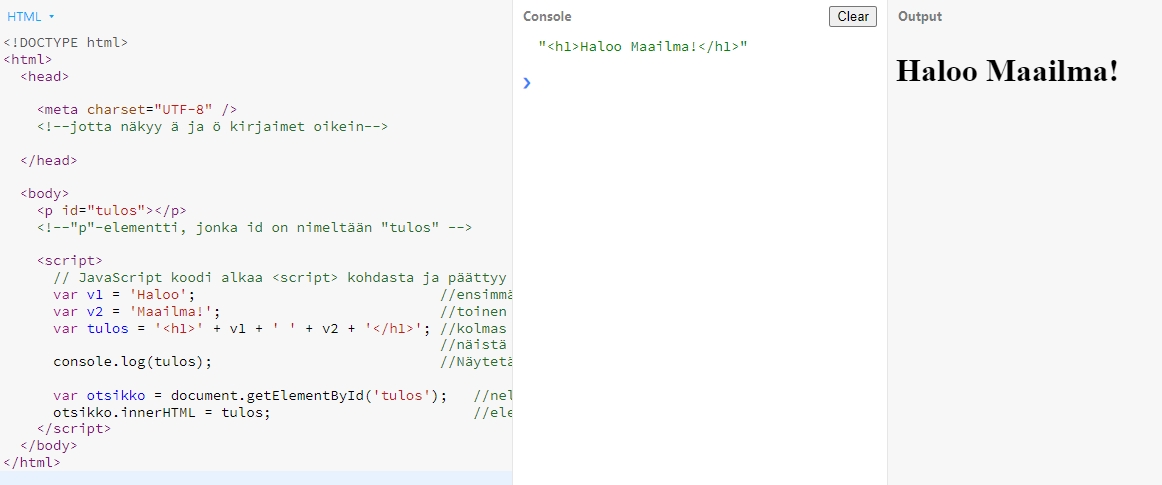 HTML
<!DOCTYPE html>
<html>
<head>
<meta charset="UTF-8" />
<!--jotta näkyy ä ja ö kirjaimet oikein-->
</head>
<body>
<p id="tulos"></p>
<!--"p"-elementti, jonka id on nimeltään "tulos" -->
<script>
// JavaScript koodi alkaa <script> kohdasta ja päättyy
var v1 = 'Haloo'; //ensimmä
var v2 = 'Maailma!'; //toinen
var tulos = '<h1>' + v1 + ' ' + v2 + '</h1>'; //kolmas
//näistä
console.log(tulos); //Näytetä
var otsikko = document.getElementById('tulos'); //nel
otsikko.innerHTML = tulos; //ele
</script>
</body>
</html>
Console
Clear
"<h1>Haloo Maailma!</h1>"
Output
Haloo Maailma!